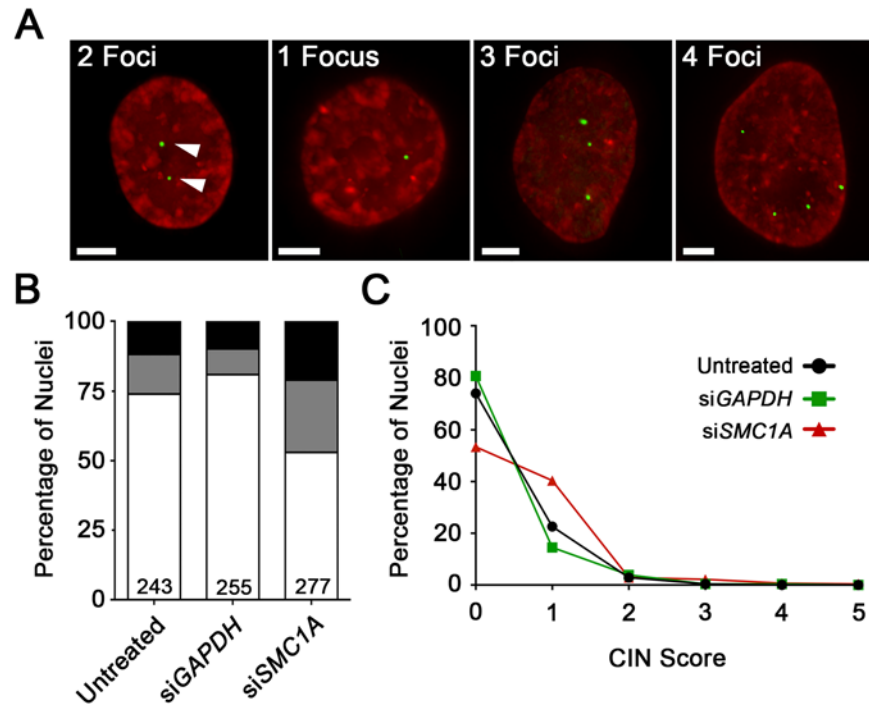 A
2 Foci
1 Focus
3 Foci
4 Foci
B
Percentage of Nuclei
100
75
50
25
0
243
255
277
Untreated
siGAPDH
siSMC1A
C
Percentage of Nuclei
100
80
60
40
20
0
Untreated
siGAPDH
siSMC1A
0 1 2 3 4 5
CIN Score